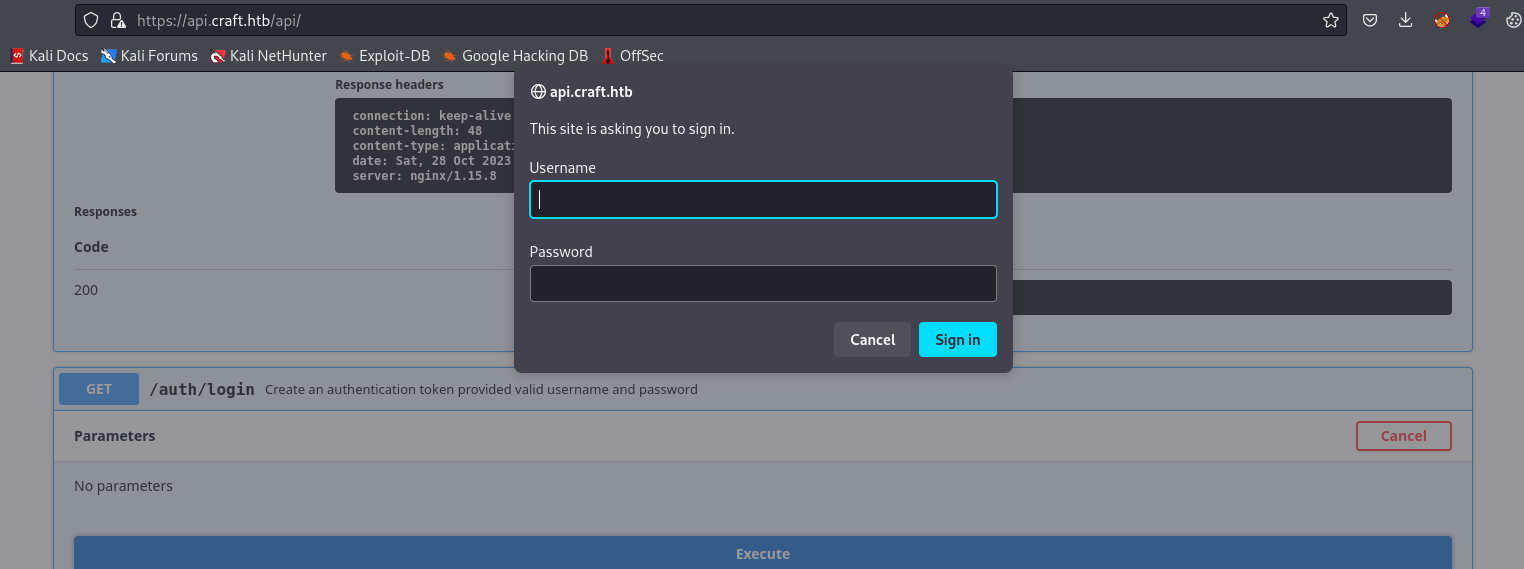 https://api.craft.htb/api/
4
Kali Docs Kali Forums Kali NetHunter Exploit-DB Google Hacking DB OffSec
Response headers
connection: keep-alive
content-length: 48
content-type:
date: Sat, 28 Oct 2023
server: nginx/1.15.8
api.craft.htb
This site is asking you to sign in.
Username
Password
Cancel Sign in
Responses
Code
200
GET /auth/login Create an authentication token provided valid username and password
Parameters Cancel
No parameters
Execute